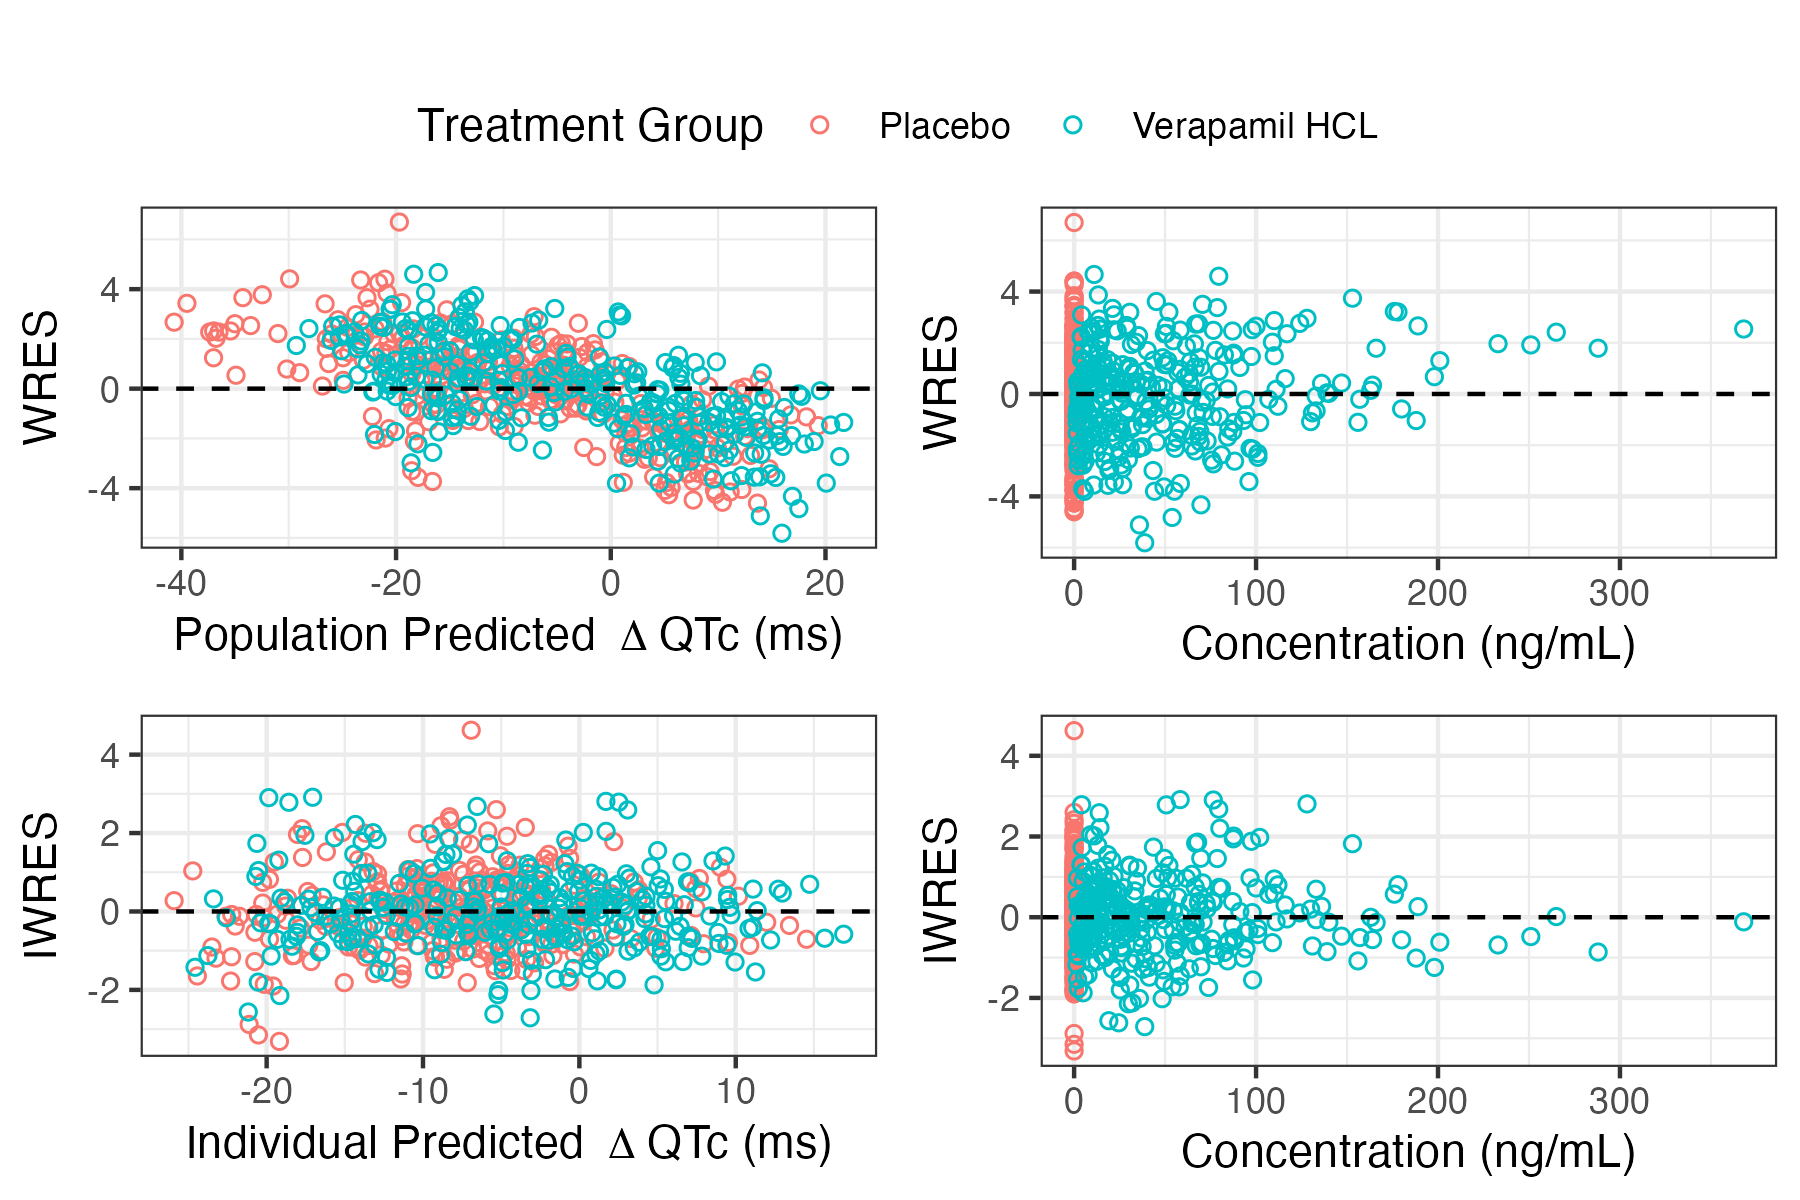 Treatment Group Placebo Verapamil HCL
WRES
4
0
-4
-40 -20 0 20
Population Predicted Δ QTc (ms)
WRES
4
0
-4
0 100 200 300
Concentration (ng/mL)
IWRES
4
2
0
-2
-20 -10 0 10
Individual Predicted Δ QTc (ms)
IWRES
4
2
0
-2
0 100 200 300
Concentration (ng/mL)